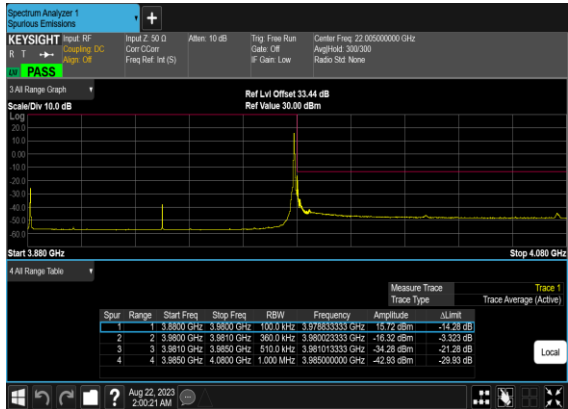 Spectrum Analyzer 1
Spurious Emissions
+
KEYSIGHT Input: RF Input Z: 50 Ω Atten: 10 dB Trig: Free Run Center Freq: 22.005000000 GHz
R T Coupling: DC Corr CCorr Gate: Off Avg|Hold: 300/300
Align: Off Freq Ref: Int (S) IF Gain: Low Radio Std: None
LV PASS
3 All Range Graph Ref Lvl Offset 33.44 dB
Scale/Div 10.0 dB Ref Value 30.00 dBm
Log
20.0
10.0
0.00
-10.0
-20.0
-30.0
-40.0
-50.0
-60.0
Start 3.880 GHz Stop 4.080 GHz
4 All Range Table
Measure Trace Trace 1
Trace Type Trace Average (Active)
Spur Range Start Freq Stop Freq RBW Frequency Amplitude ΔLimit
1 1 3.8800 GHz 3.9800 GHz 100.0 kHz 3.978833333 GHz 15.72 dBm -14.28 dB
2 2 3.9800 GHz 3.9810 GHz 360.0 kHz 3.980023333 GHz -16.32 dBm -3.323 dB
3 3 3.9810 GHz 3.9850 GHz 510.0 kHz 3.981013333 GHz -34.28 dBm -21.28 dB
4 4 3.9850 GHz 4.0800 GHz 1.000 MHz 3.985000000 GHz -42.93 dBm -29.93 dB
Local
? Aug 22, 2023
2:00:21 AM